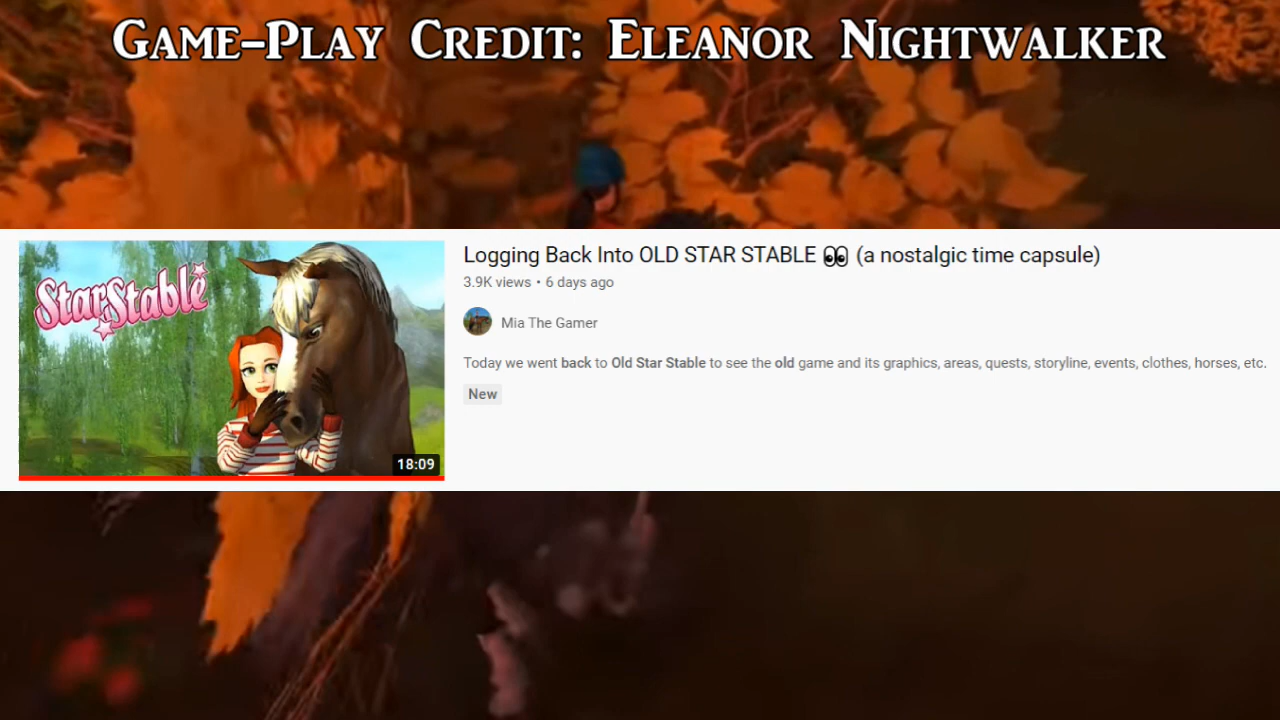 Game-Play Credit: Eleanor Nightwalker
StarStable
18:09
Logging Back Into OLD STAR STABLE 👀 (a nostalgic time capsule)
3.9K views • 6 days ago
Mia The Gamer
Today we went back to Old Star Stable to see the old game and its graphics, areas, quests, storyline, events, clothes, horses, etc.
New